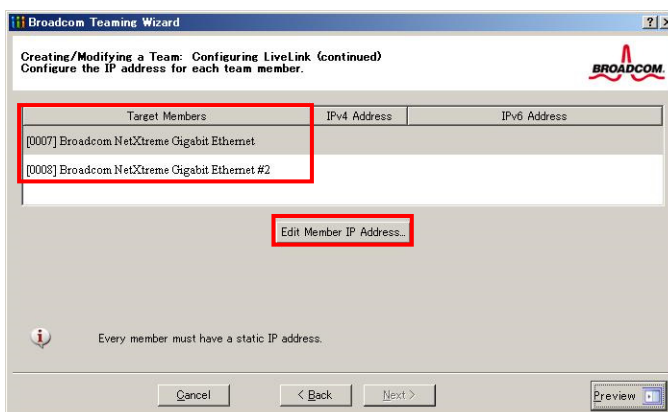 Broadcom Teaming Wizard
Creating/Modifying a Team: Configuring LiveLink (continued)
Configure the IP address for each team member.
BROADCOM.
Target Members IPv4 Address IPv6 Address
[0007] Broadcom NetXtreme Gigabit Ethernet
[0008] Broadcom NetXtreme Gigabit Ethernet #2
Edit Member IP Address...
Every member must have a static IP address.
Cancel < Back Next > Preview